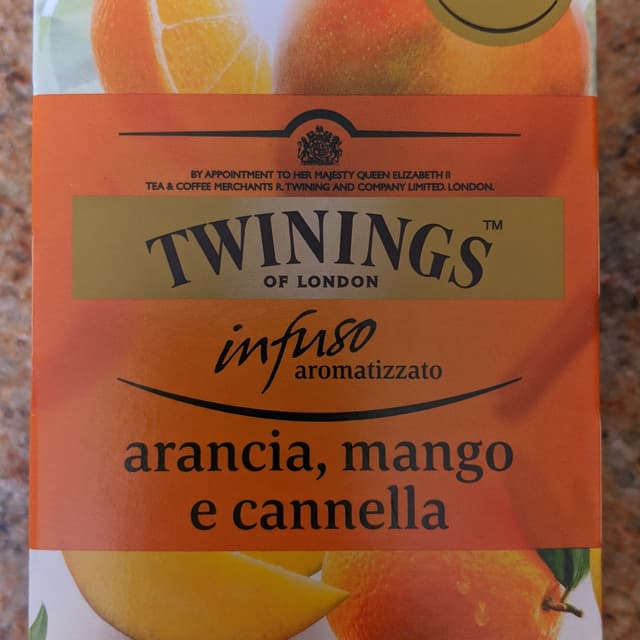 BY APPOINTMENT TO HER MAJESTY QUEEN ELIZABETH II
TEA & COFFEE MERCHANTS R. TWINING AND COMPANY LIMITED. LONDON.
TWININGS™
OF LONDON
infuso
aromatizzato
arancia, mango
e cannella